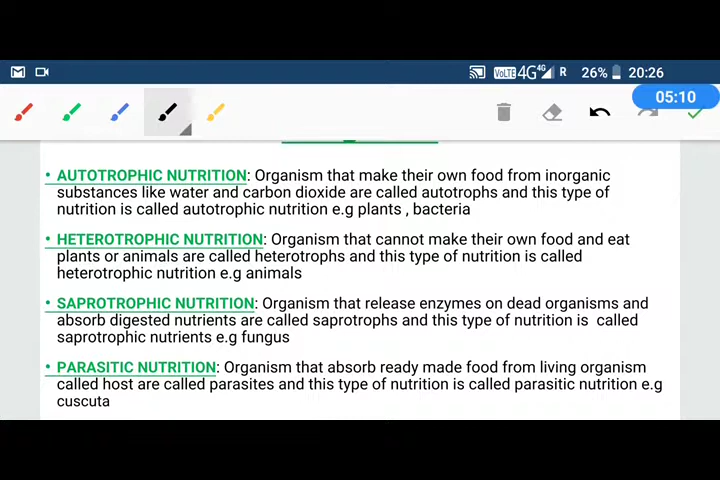 VoLTE 4G 4G R 26% 20:26
05:10
• AUTOTROPHIC NUTRITION: Organism that make their own food from inorganic
substances like water and carbon dioxide are called autotrophs and this type of
nutrition is called autotrophic nutrition e.g plants , bacteria
• HETEROTROPHIC NUTRITION: Organism that cannot make their own food and eat
plants or animals are called heterotrophs and this type of nutrition is called
heterotrophic nutrition e.g animals
• SAPROTROPHIC NUTRITION: Organism that release enzymes on dead organisms and
absorb digested nutrients are called saprotrophs and this type of nutrition is called
saprotrophic nutrients e.g fungus
• PARASITIC NUTRITION: Organism that absorb ready made food from living organism
called host are called parasites and this type of nutrition is called parasitic nutrition e.g
cuscuta